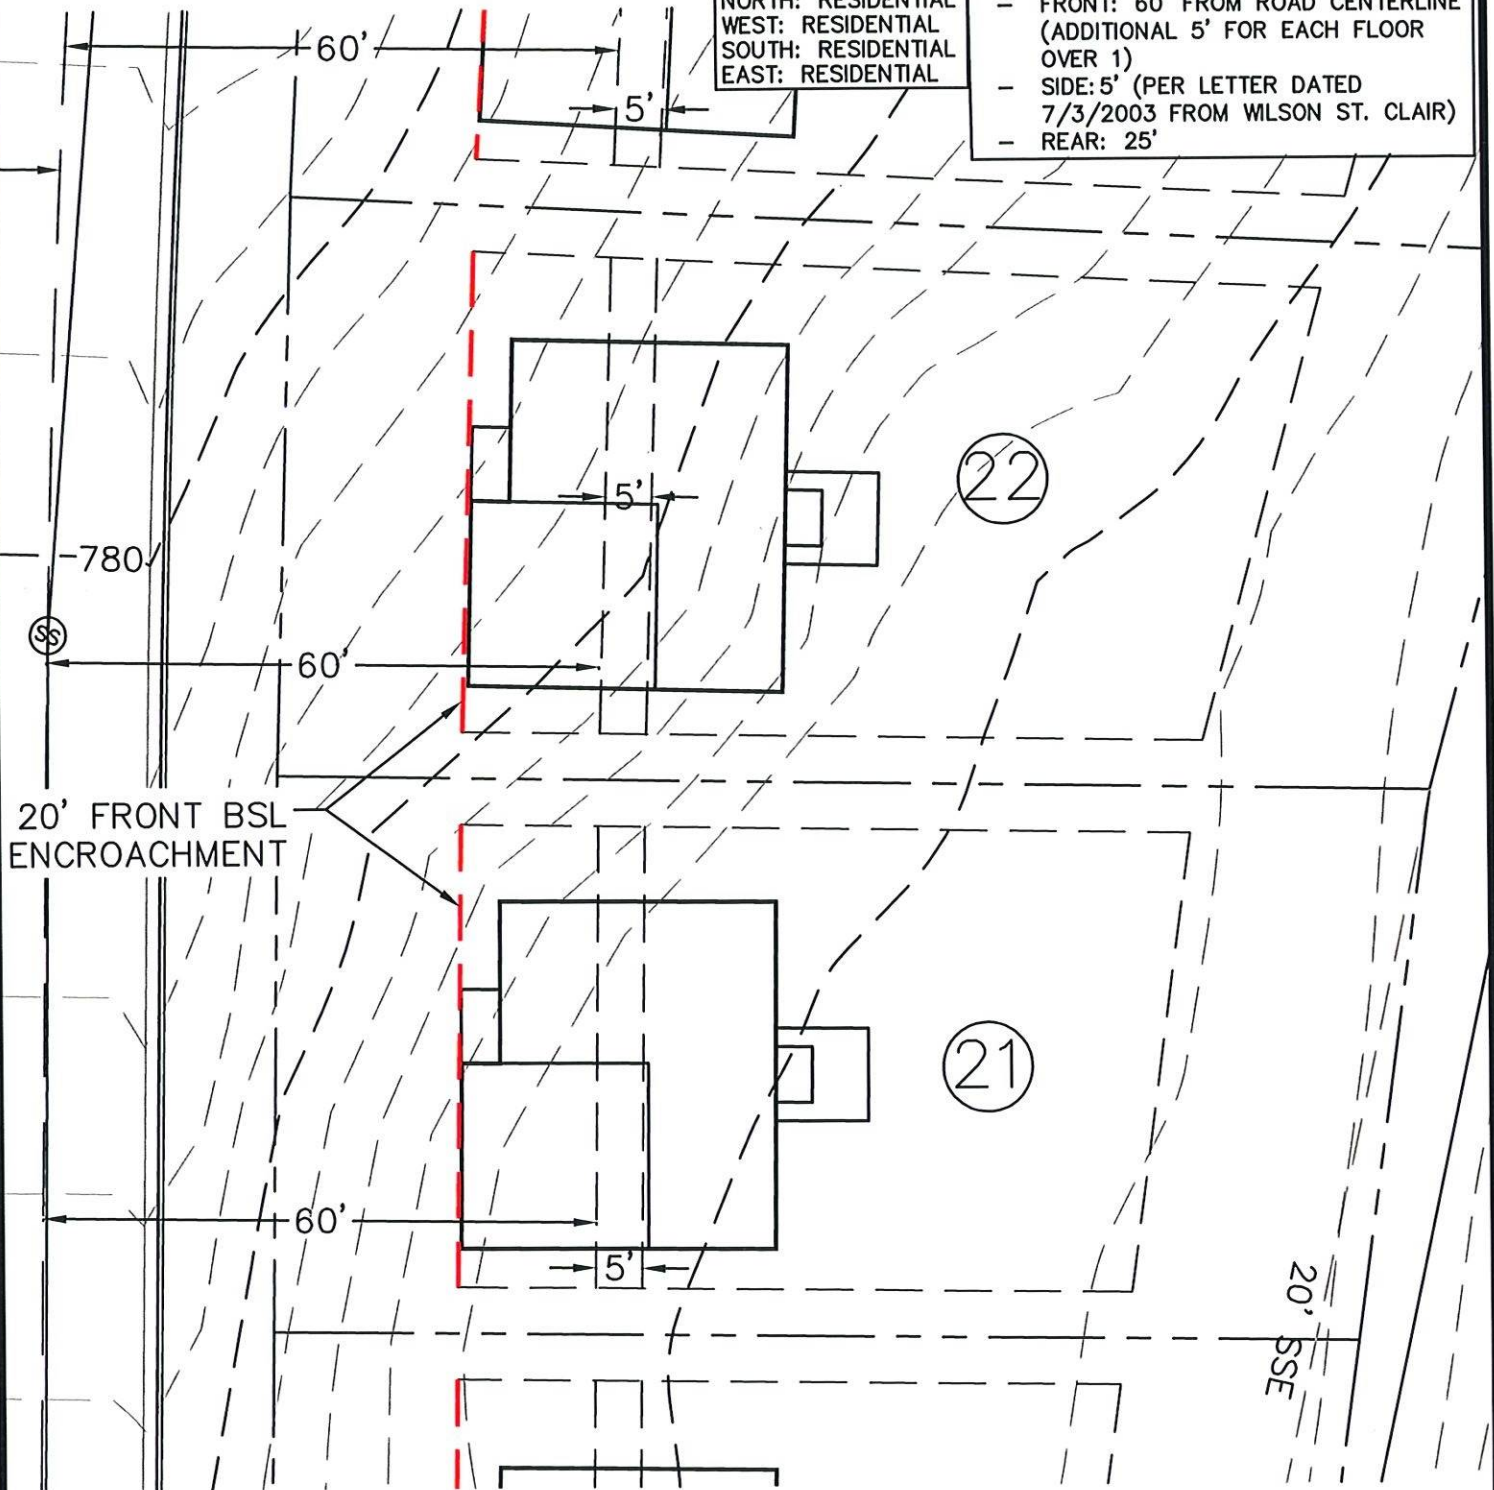 NORTH: RESIDENTIAL
WEST: RESIDENTIAL
SOUTH: RESIDENTIAL
EAST: RESIDENTIAL
- FRONT: 60' FROM ROAD CENTERLINE
(ADDITIONAL 5' FOR EACH FLOOR
OVER 1)
- SIDE: 5' (PER LETTER DATED
7/3/2003 FROM WILSON ST. CLAIR)
- REAR: 25'
60'
5'
22
5'
780
SS
60'
20' FRONT BSL
ENCROACHMENT
21
60'
5'
20' SSE